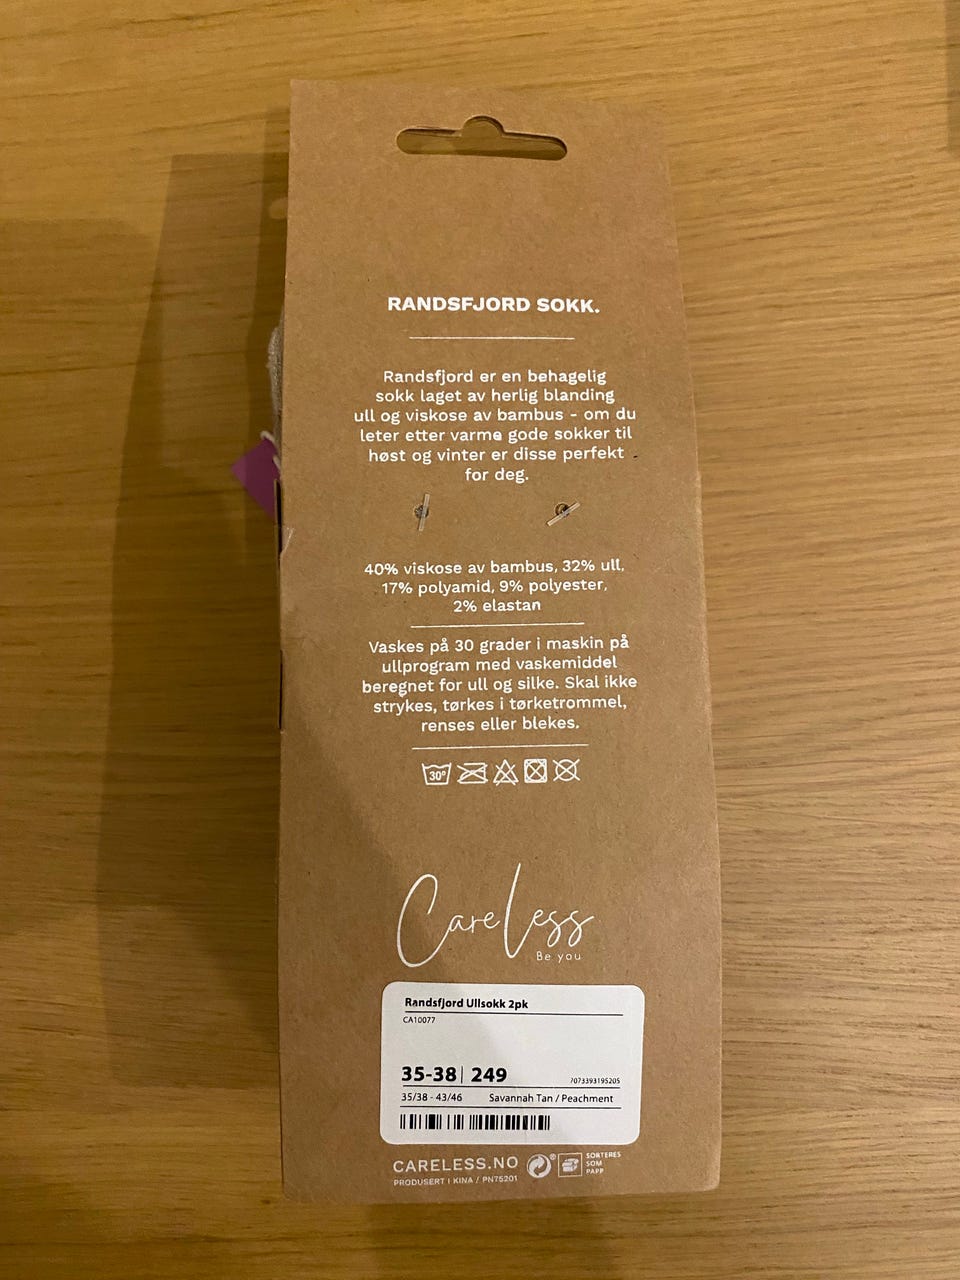 RANDSFJORD SOKK.
Randsfjord er en behagelig
sokk laget av herlig blanding
ull og viskose av bambus - om du
leter etter varme gode sokker til
høst og vinter er disse perfekt
for deg.
40% viskose av bambus, 32% ull,
17% polyamid, 9% polyester,
2% elastan
Vaskes på 30 grader i maskin på
ullprogram med vaskemiddel
beregnet for ull og silke. Skal ikke
strykes, tørkes i tørketrommel,
renses eller blekes.
30°
CareLess
Be you
Randsfjord Ullsokk 2pk
CA10077
35-38| 249
7073393195205
35/38 - 43/46 Savannah Tan / Peachment
CARELESS.NO
PRODUSERT I KINA / PN75201
®
SORTERES
SOM
PAPP